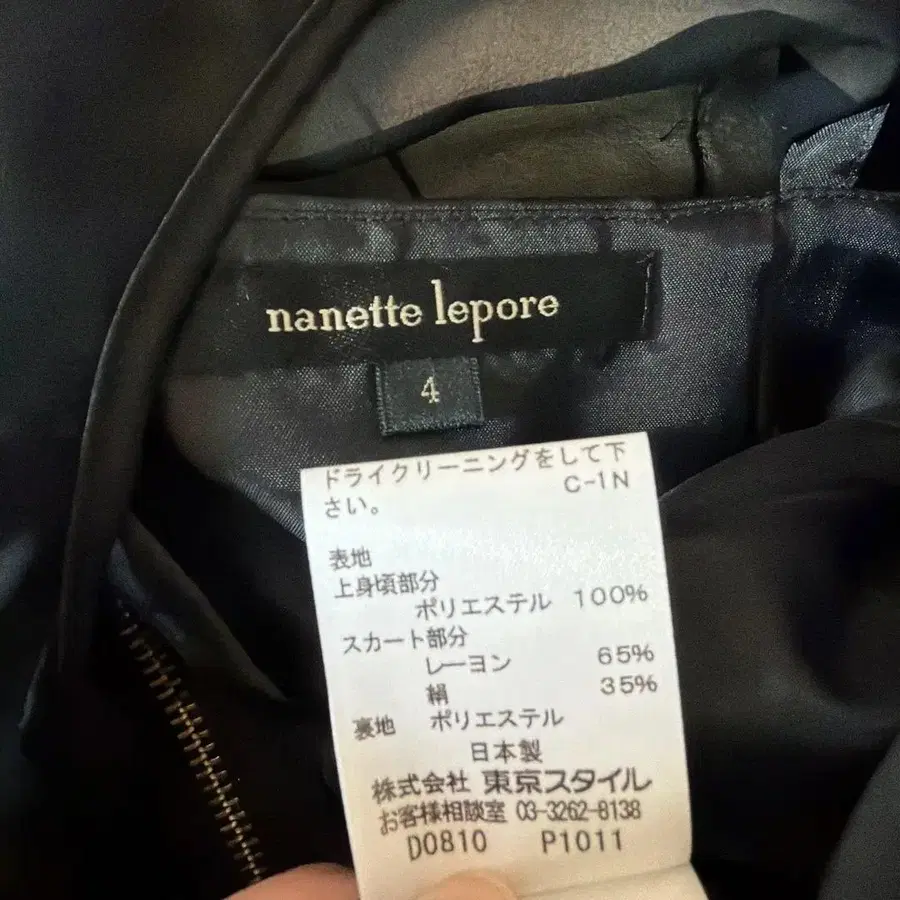 nanette lepore
4
ドライクリーニングをして下
さい。 C-1N
表地
上身頃部分
ポリエステル 100%
スカート部分
レーヨン 65%
絹 35%
裏地 ポリエステル
日本製
株式会社 東京スタイル
お客様相談室 03-3262-8138
D0810 P1011